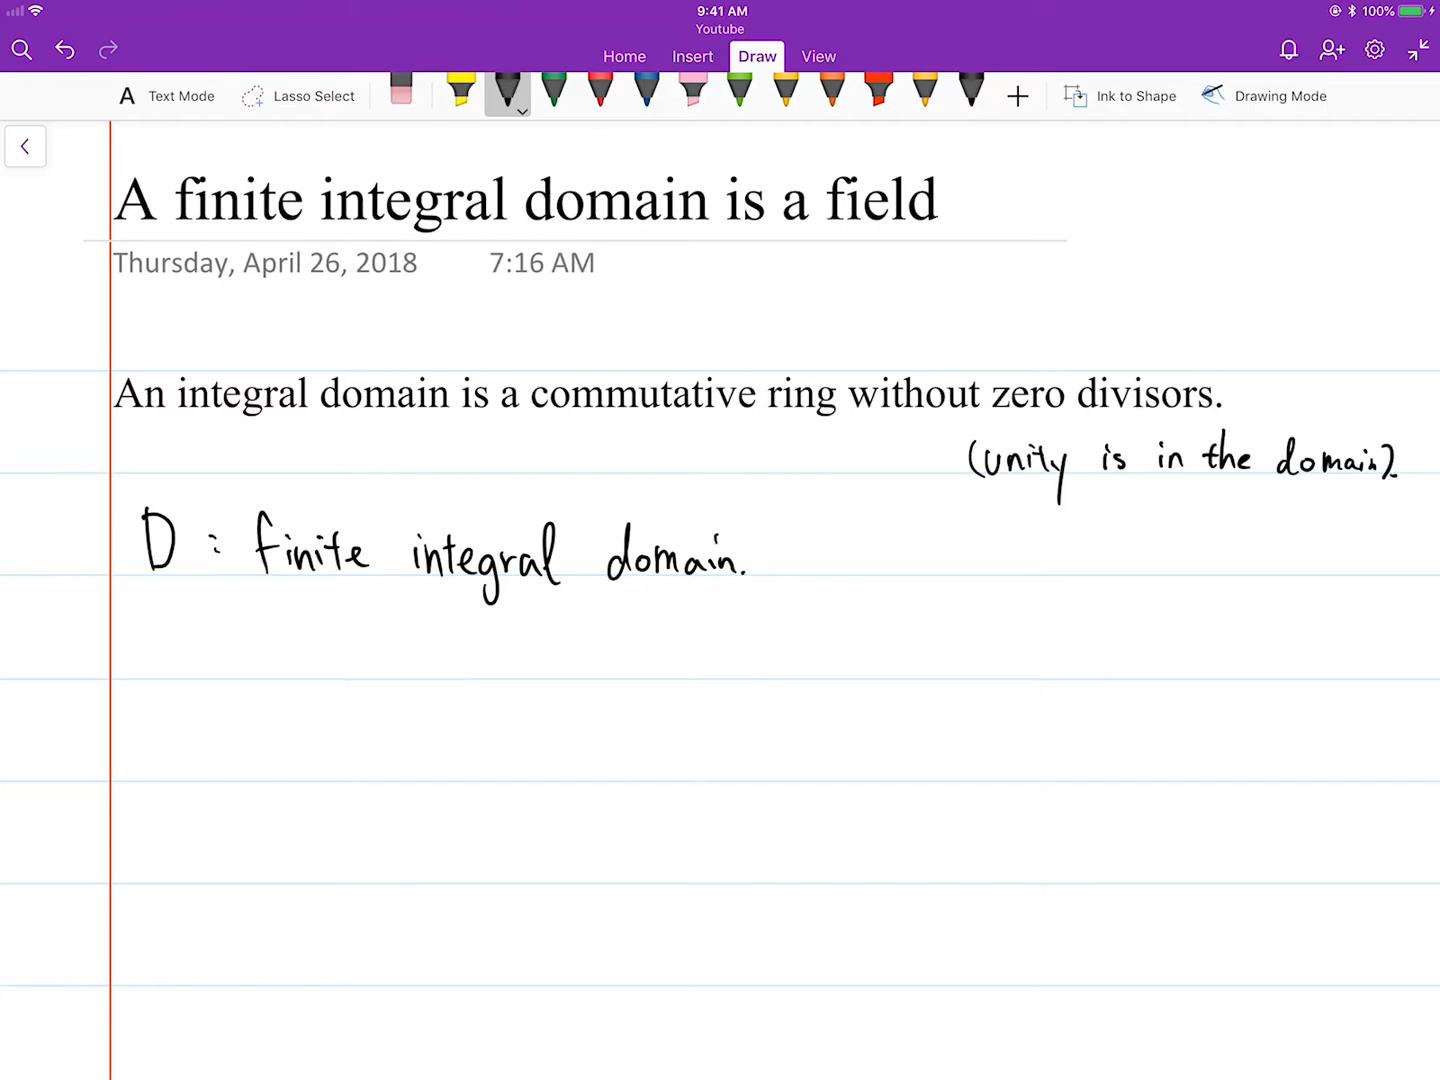 9:41 AM
100%
Youtube
Home Insert Draw View
A Text Mode Lasso Select Ink to Shape Drawing Mode
A finite integral domain is a field
Thursday, April 26, 2018 7:16 AM
An integral domain is a commutative ring without zero divisors.
(unity is in the domain)
D : finite integral domain.